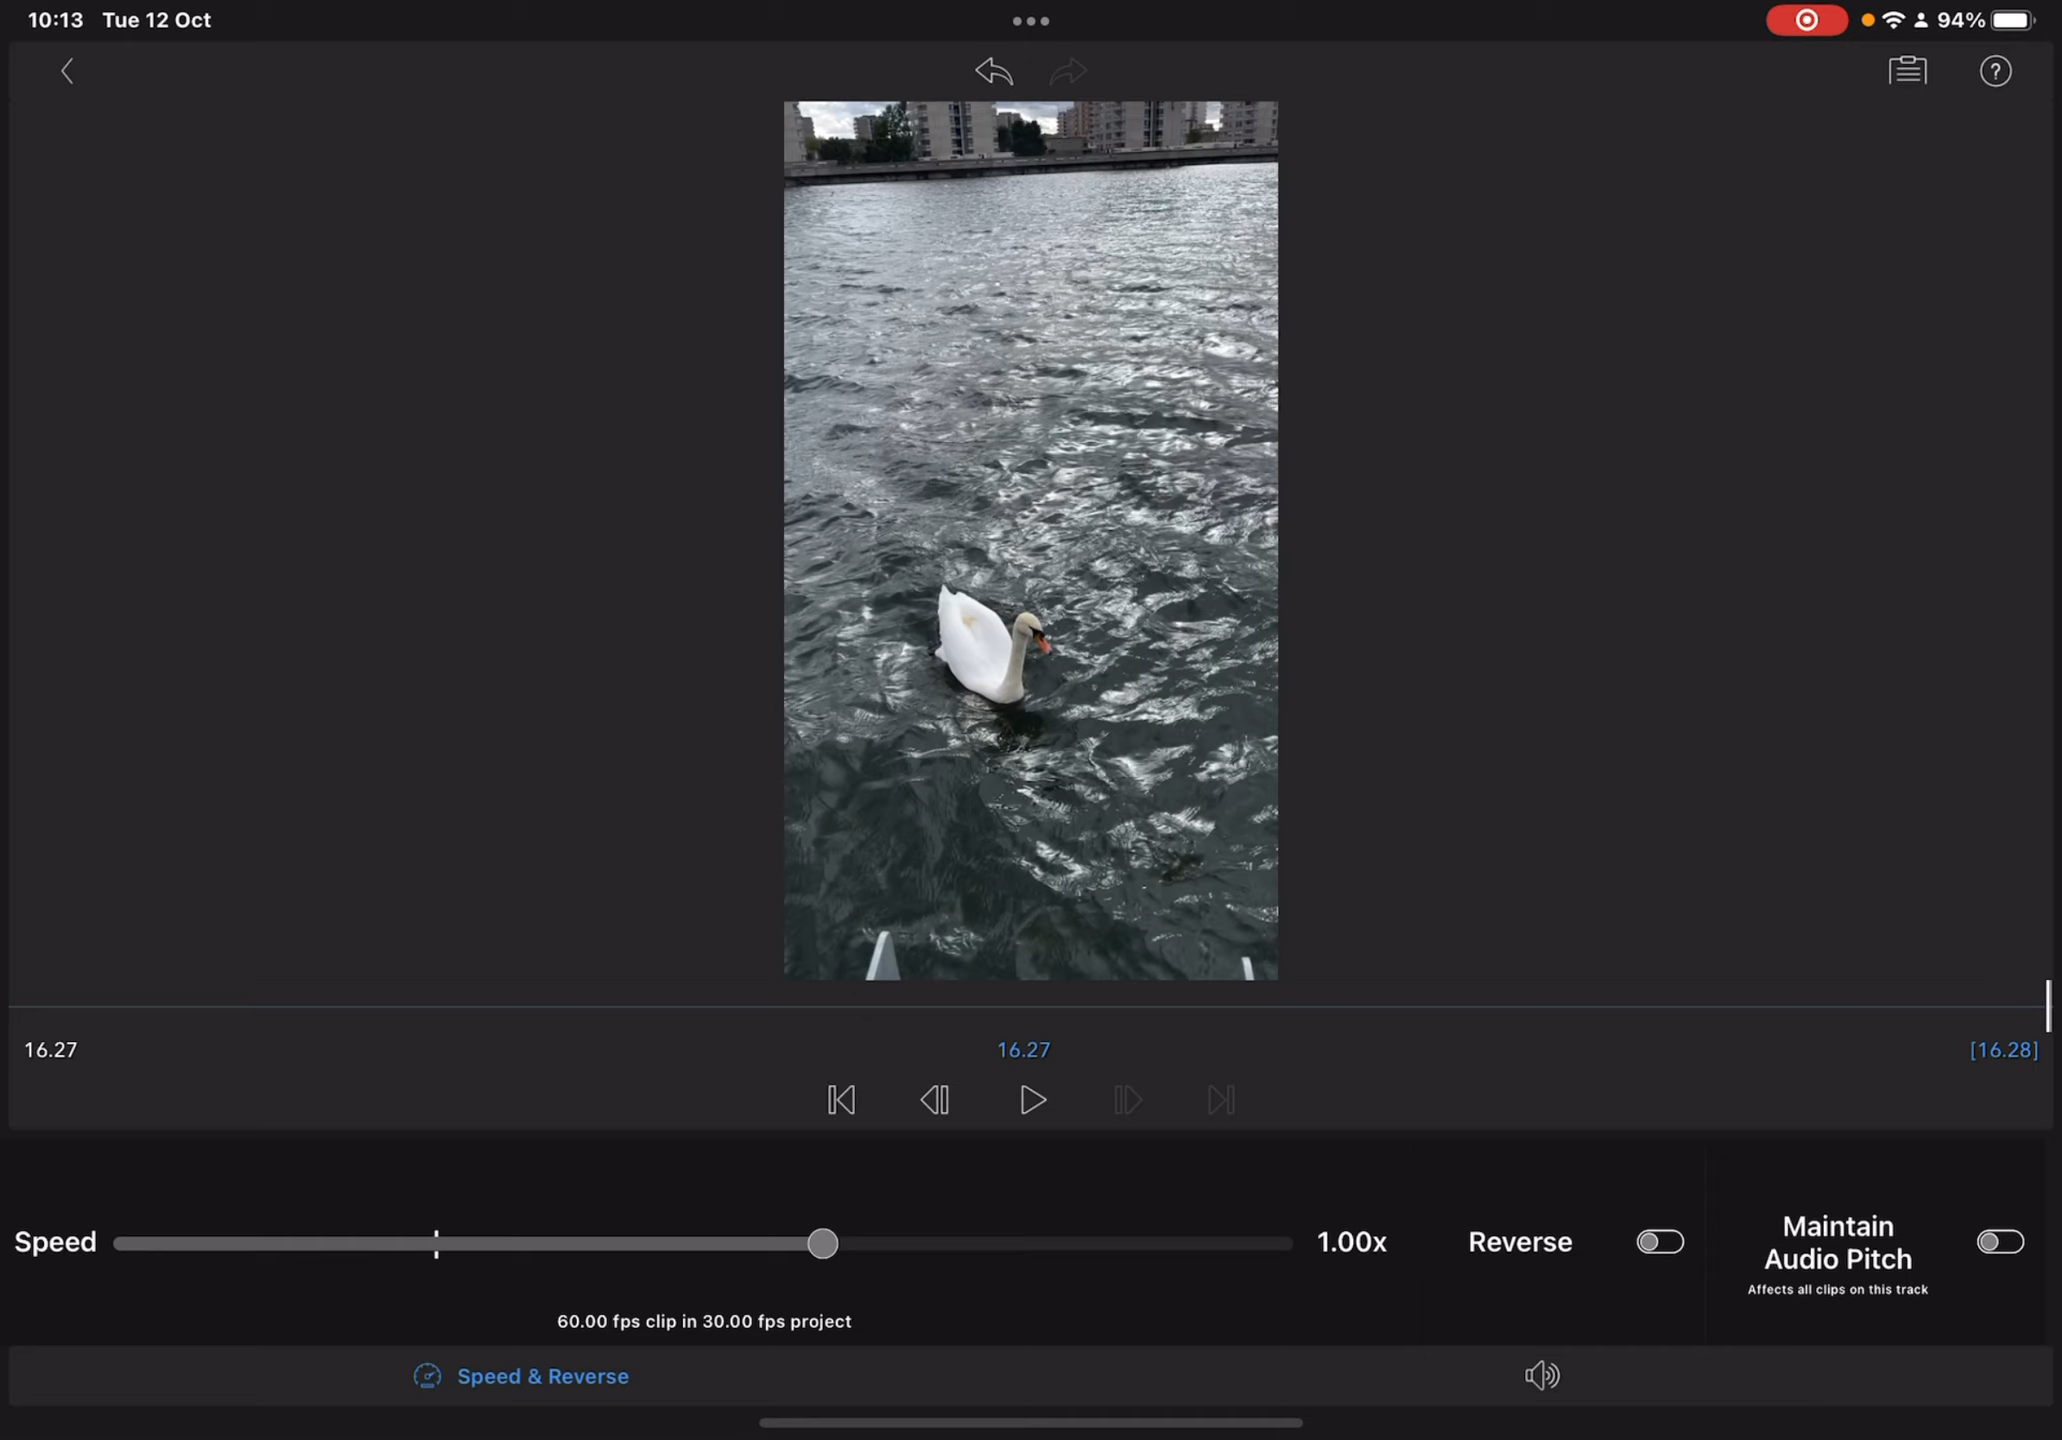 10:13 Tue 12 Oct
94%
16.27
16.27
[16.28]
Speed
1.00x
Reverse
Maintain
Audio Pitch
Affects all clips on this track
60.00 fps clip in 30.00 fps project
Speed & Reverse